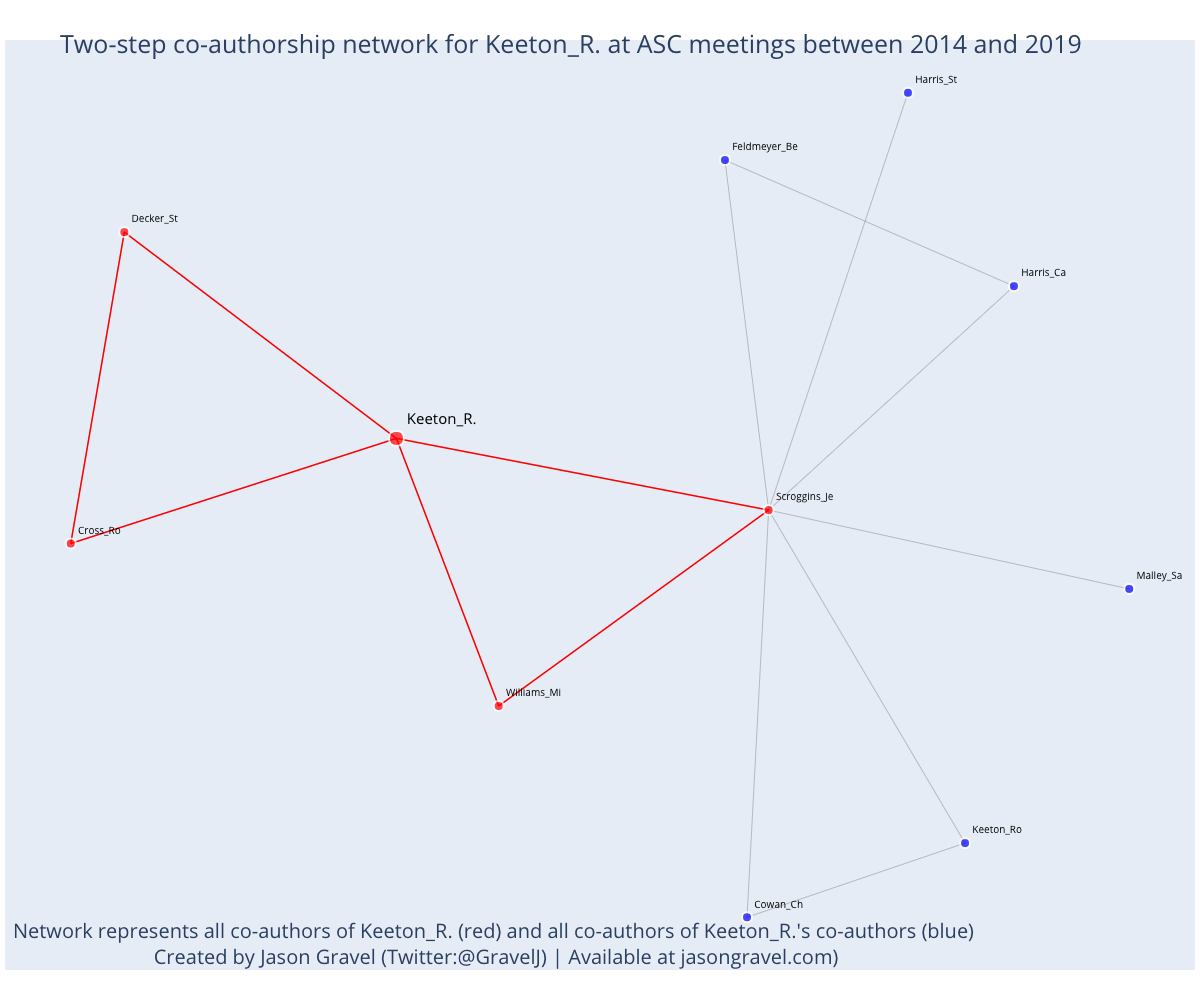 Two-step co-authorship network for Keeton_R. at ASC meetings between 2014 and 2019
Harris_St
Feldmeyer_Be
Decker_St
Harris_Ca
Keeton_R.
Scroggins_Je
Cross_Ro
Malley_Sa
Williams_Mi
Keeton_Ro
Cowan_Ch
Network represents all co-authors of Keeton_R. (red) and all co-authors of Keeton_R.'s co-authors (blue)
Created by Jason Gravel (Twitter:@GravelJ) | Available at jasongravel.com)